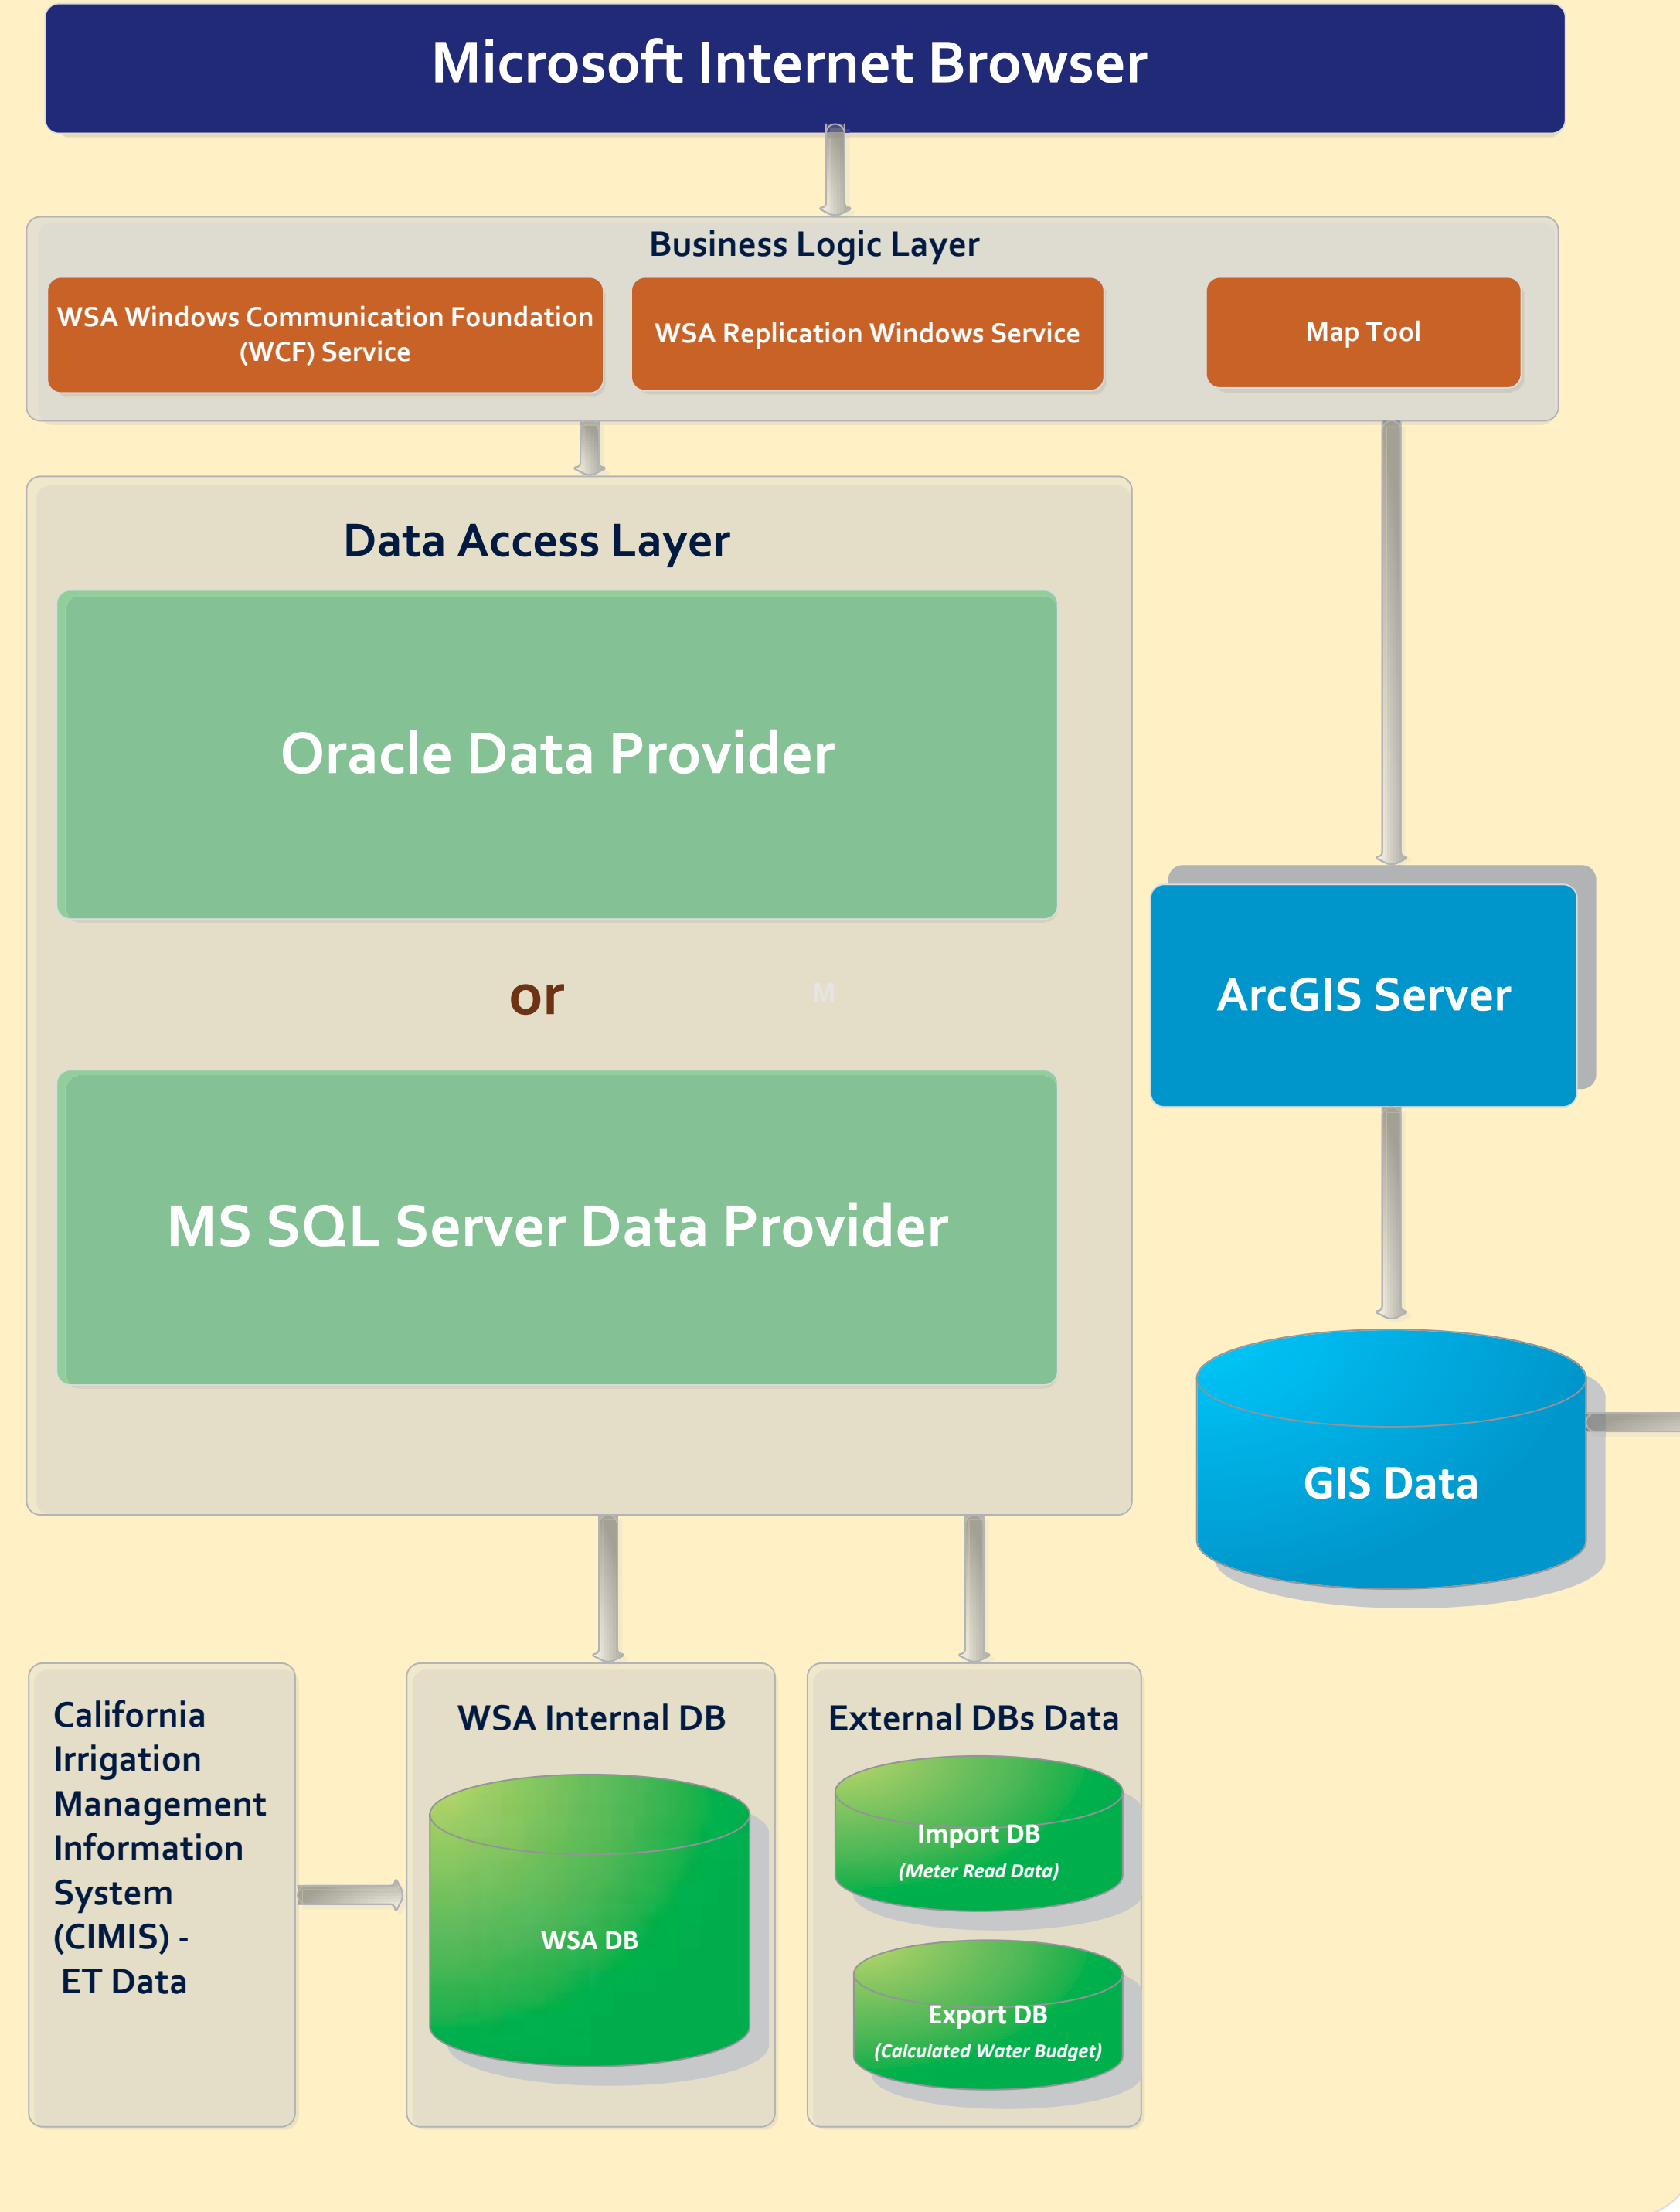 Microsoft Internet Browser
Business Logic Layer
WSA Windows Communication Foundation
(WCF) Service
WSA Replication Windows Service
Map Tool
Data Access Layer
Oracle Data Provider
or
M
MS SQL Server Data Provider
ArcGIS Server
GIS Data
California
Irrigation
Management
Information
System
(CIMIS) -
ET Data
WSA Internal DB
WSA DB
External DBs Data
Import DB
(Meter Read Data)
Export DB
(Calculated Water Budget)